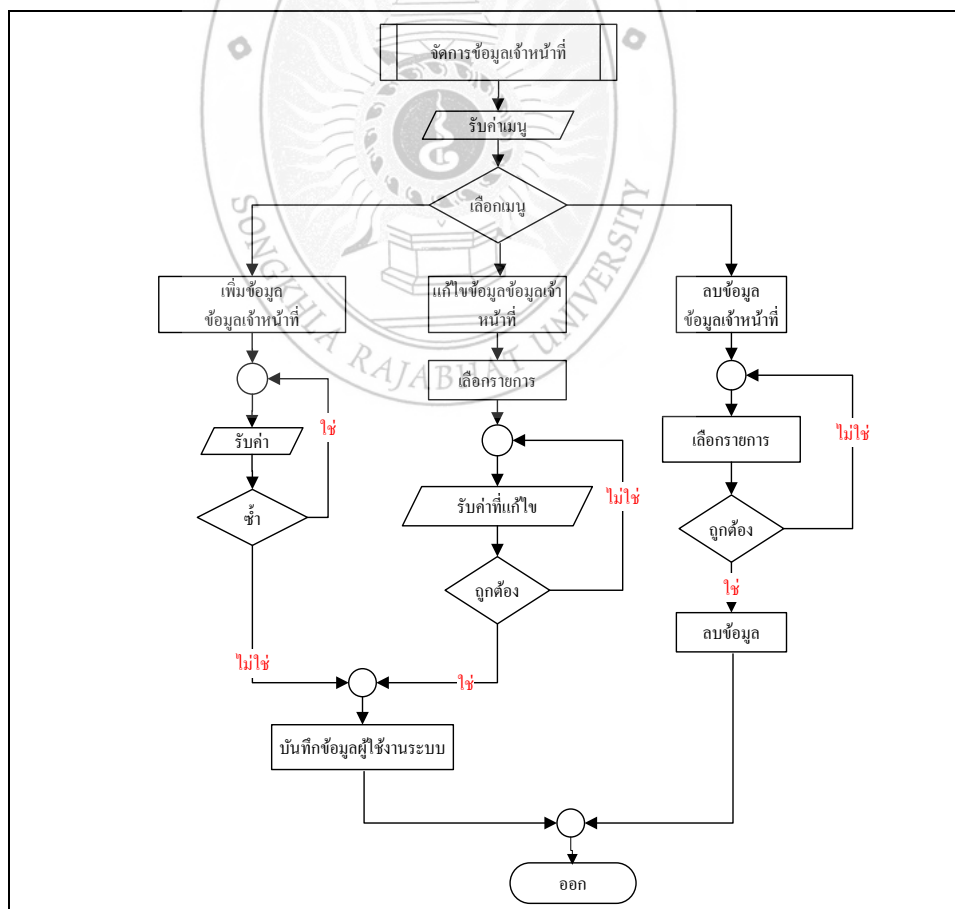 จัดการข้อมูลเจ้าหน้าที่
รับค่าเมนู
เลือกเมนู
เพิ่มข้อมูล
ข้อมูลเจ้าหน้าที่
แก้ไขข้อมูลข้อมูลเจ้า
หน้าที่
ลบข้อมูล
ข้อมูลเจ้าหน้าที่
เลือกรายการ
รับค่า
ใช่
ซ้ำ
รับค่าที่แก้ไข
ไม่ใช่
ถูกต้อง
เลือกรายการ
ไม่ใช่
ถูกต้อง
ใช่
ลบข้อมูล
ไม่ใช่
ใช่
บันทึกข้อมูลผู้ใช้งานระบบ
ออก
SONGKHLA RAJABHAT UNIVERSITY